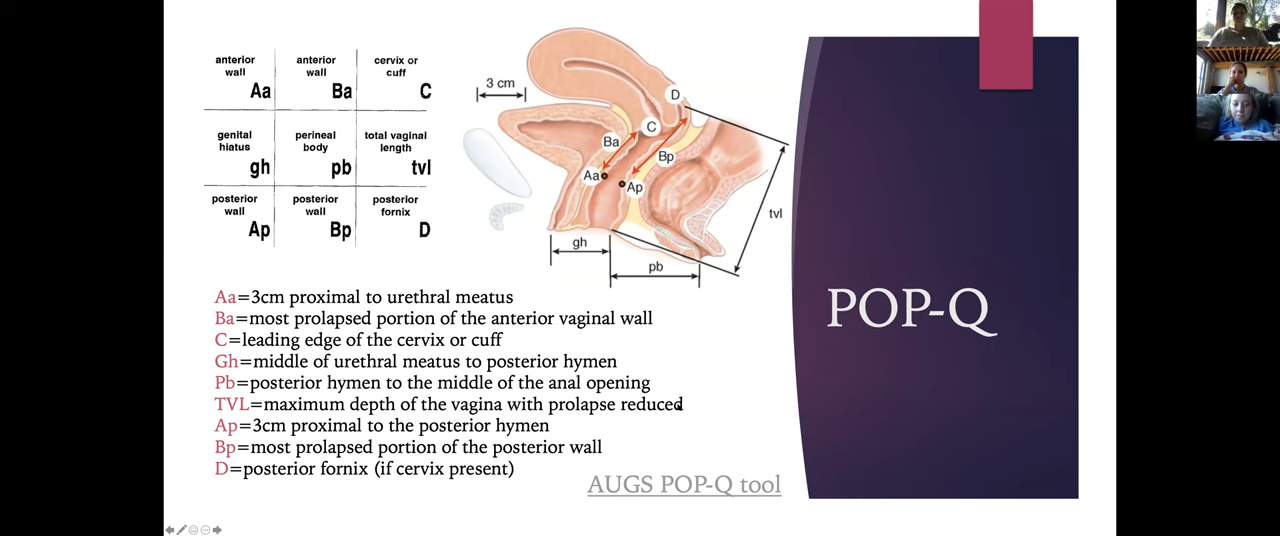 anterior
wall
Aa
anterior
wall
Ba
cervix or
cuff
C
genital
hiatus
gh
perineal
body
pb
total vaginal
length
tvl
posterior
wall
Ap
posterior
wall
Bp
posterior
fornix
D
3 cm
D
C
Ba
Bp
Aa
Ap
tvl
gh
pb
Aa=3cm proximal to urethral meatus
Ba=most prolapsed portion of the anterior vaginal wall
C=leading edge of the cervix or cuff
Gh=middle of urethral meatus to posterior hymen
Pb=posterior hymen to the middle of the anal opening
TVL=maximum depth of the vagina with prolapse reduced
Ap=3cm proximal to the posterior hymen
Bp=most prolapsed portion of the posterior wall
D=posterior fornix (if cervix present)
AUGS POP-Q tool
POP-Q